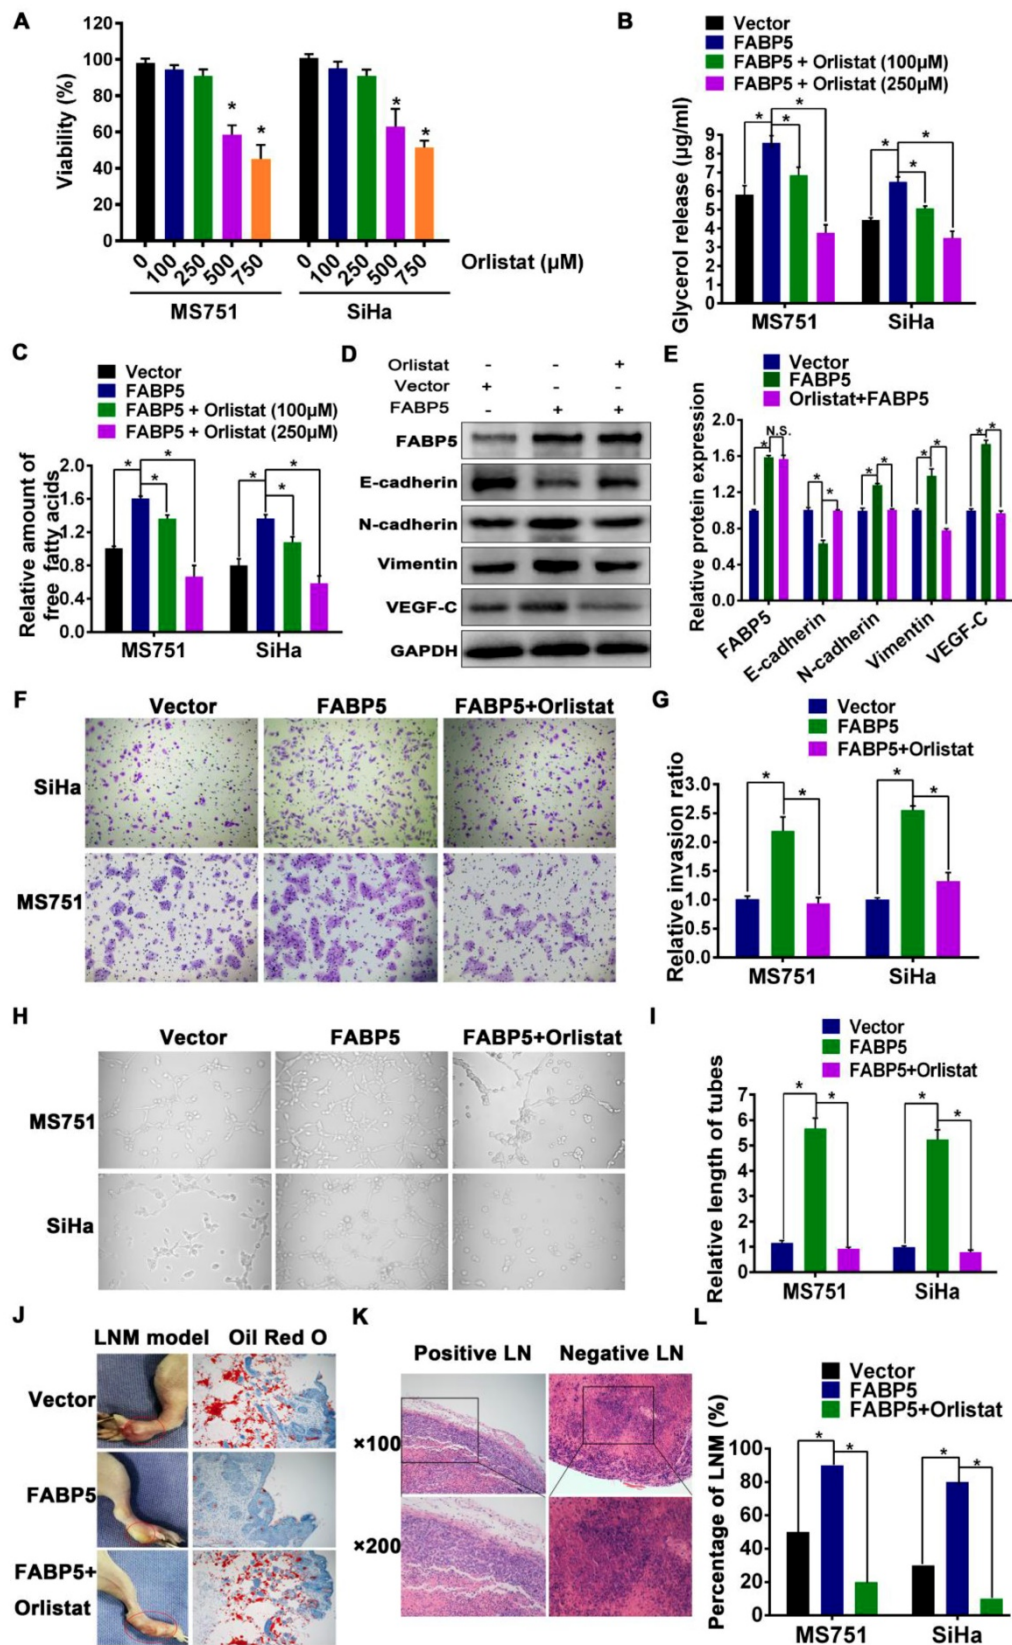 A
Viability (%)
120
100
80
60
40
20
0
* * * *
0 100 250 500 750 0 100 250 500 750
Orlistat (μM)
MS751 SiHa
B
Vector
FABP5
FABP5 + Orlistat (100μM)
FABP5 + Orlistat (250μM)
Glycerol release (μg/ml)
9
8
7
6
5
4
3
2
1
0
* * * * * *
MS751 SiHa
C
Vector
FABP5
FABP5 + Orlistat (100μM)
FABP5 + Orlistat (250μM)
Relative amount of
free fatty acids
2.0
1.6
1.2
0.8
0.4
0.0
* * * * * *
MS751 SiHa
D
Orlistat - - +
Vector + - -
FABP5 - + +
FABP5
E-cadherin
N-cadherin
Vimentin
VEGF-C
GAPDH
E
Vector
FABP5
Orlistat+FABP5
Relative protein expression
2.0
1.6
1.2
0.8
0.4
0.0
* N.S. * * * * * * * *
FABP5 E-cadherin N-cadherin Vimentin VEGF-C
F
Vector FABP5 FABP5+Orlistat
SiHa
MS751
G
Vector
FABP5
FABP5+Orlistat
Relative invasion ratio
3.0
2.5
2.0
1.5
1.0
0.5
0.0
* * * *
MS751 SiHa
H
Vector FABP5 FABP5+Orlistat
MS751
SiHa
I
Vector
FABP5
FABP5+Orlistat
Relative length of tubes
7
6
5
4
3
2
1
0
* * * *
MS751 SiHa
J
LNM model Oil Red O
Vector
FABP5
FABP5+
Orlistat
K
Positive LN Negative LN
×100
×200
L
Vector
FABP5
FABP5+Orlistat
Percentage of LNM (%)
100
80
60
40
20
0
* * * *
MS751 SiHa